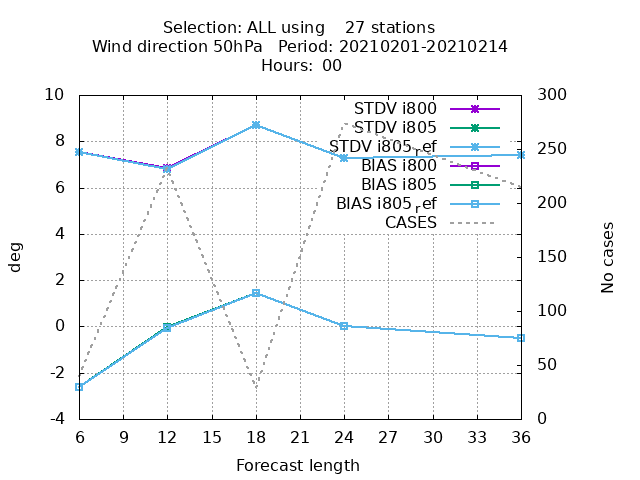 Selection: ALL using    27 stations
Wind direction 50hPa   Period: 20210201-20210214
Hours: 00
10
8
6
4
2
0
-2
-4
deg
300
250
200
150
100
50
0
No cases
STDV i800
STDV i805
STDV i805ref
BIAS i800
BIAS i805
BIAS i805ref
CASES
6 9 12 15 18 21 24 27 30 33 36
Forecast length